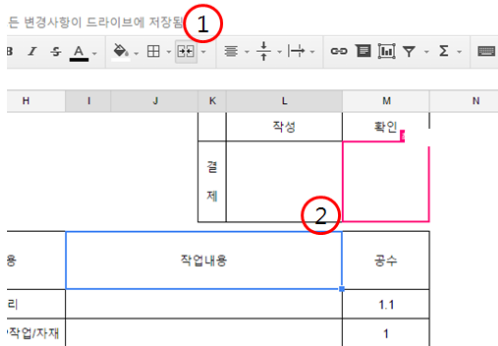 든 변경사항이 드라이브에 저장됨
1
B I S A Σ
H I J K L M N
작성 확인
결
제
2
용 작업내용 공수
리 1.1
작업/자재 1